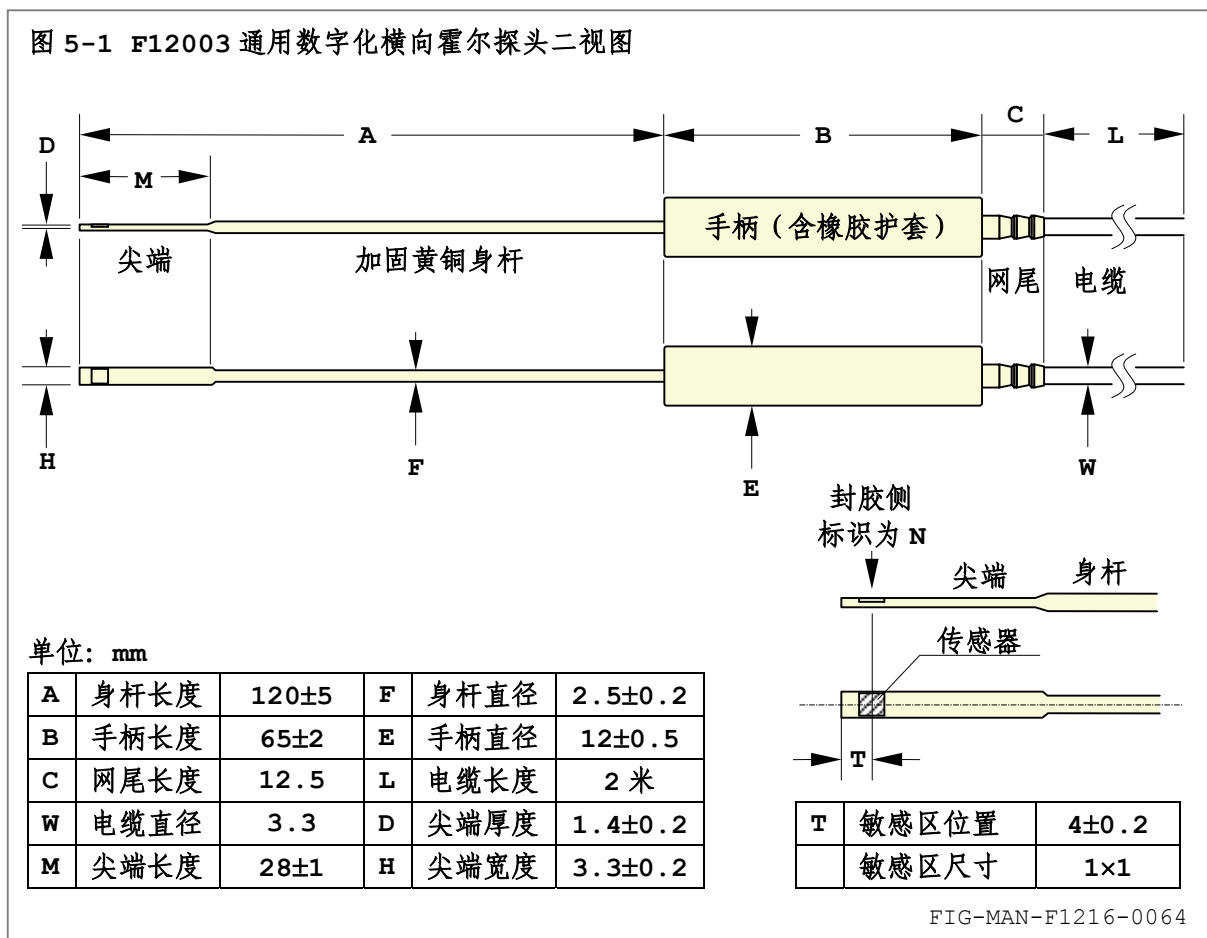 图 5-1 F12003 通用数字化横向霍尔探头二视图
D
A
B
C
L
M
手柄（含橡胶护套）
尖端
加固黄铜身杆
网尾
电缆
H
F
E
W
封胶侧
标识为 N
尖端
身杆
传感器
T
单位: mm
A 身杆长度 120±5 F 身杆直径 2.5±0.2
B 手柄长度 65±2 E 手柄直径 12±0.5
C 网尾长度 12.5 L 电缆长度 2 米
W 电缆直径 3.3 D 尖端厚度 1.4±0.2
M 尖端长度 28±1 H 尖端宽度 3.3±0.2
T 敏感区位置 4±0.2
敏感区尺寸 1×1
FIG-MAN-F1216-0064